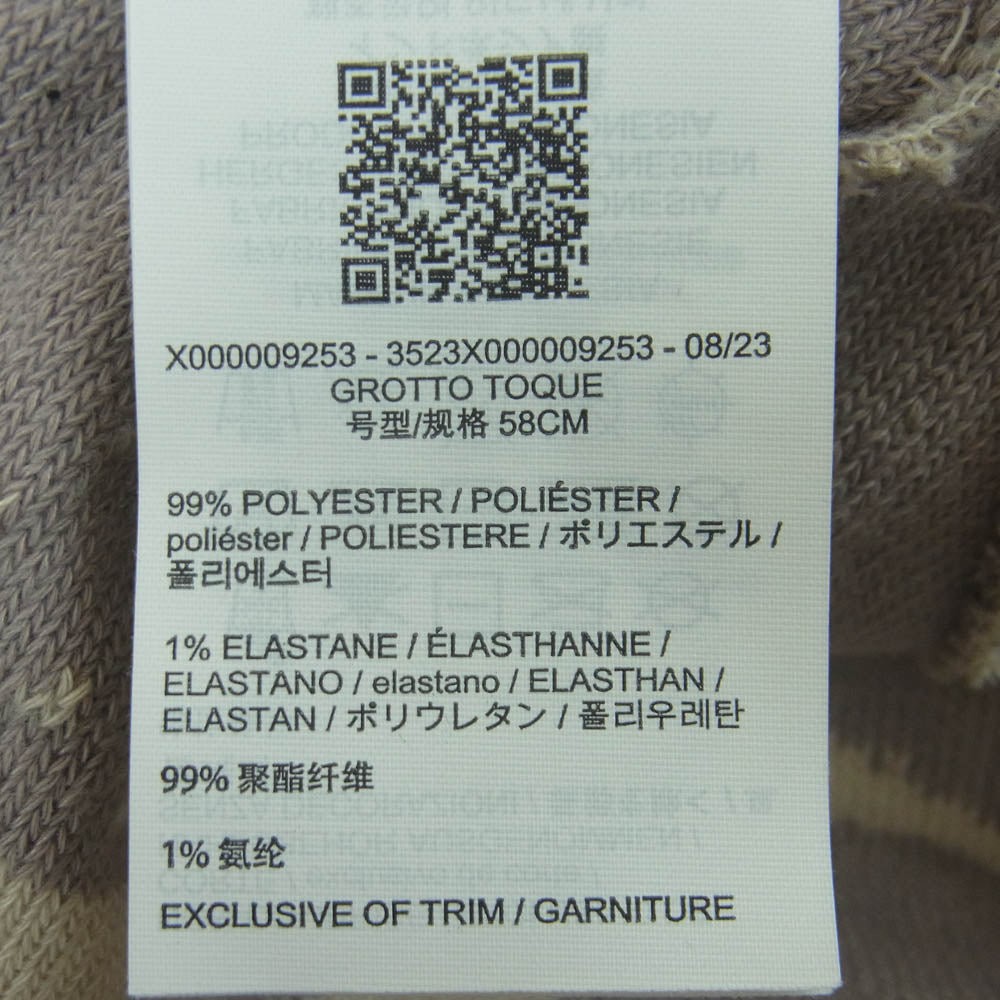 X000009253 - 3523X000009253 - 08/23
GROTTO TOQUE
号型/规格 58CM
99% POLYESTER / POLIÉSTER /
poliéster / POLIESTERE / ポリエステル /
폴리에스터
1% ELASTANE / ÉLASTHANNE /
ELASTANO / elastano / ELASTHAN /
ELASTAN / ポリウレタン / 폴리우레탄
99% 聚酯纤维
1% 氨纶
EXCLUSIVE OF TRIM / GARNITURE